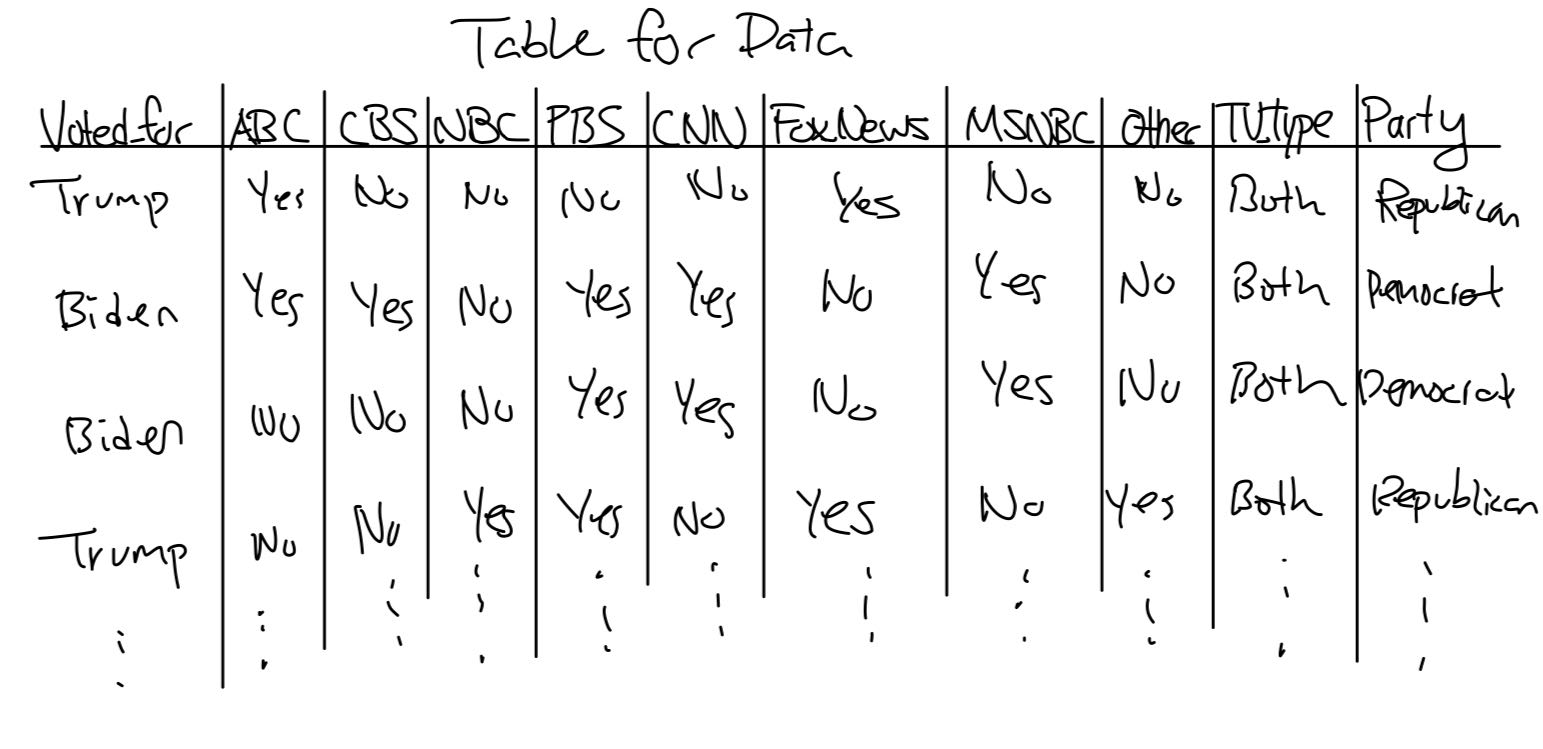 Table for Data
Voted-for ABC CBS NBC PBS CNN FoxNews MSNBC Other TV.Type Party
Trump Yes No No No No Yes No No Both Republican
Biden Yes Yes No Yes Yes No Yes No Both Democrat
Biden No No No Yes Yes No Yes No Both Democrat
Trump No No Yes Yes No Yes No Yes Both Republican